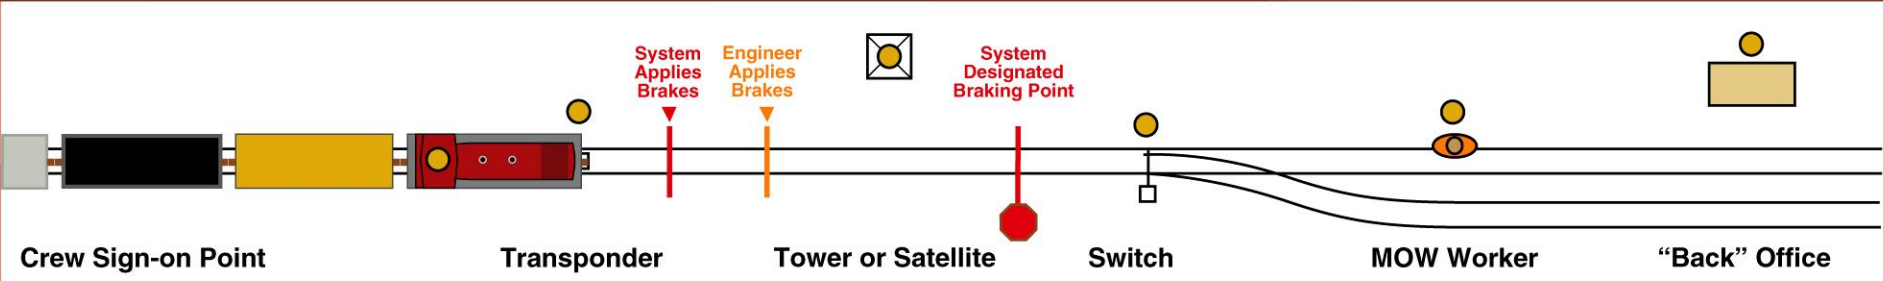 System
Applies
Brakes
Engineer
Applies
Brakes
System
Designated
Braking Point
Crew Sign-on Point
Transponder
Tower or Satellite
Switch
MOW Worker
“Back” Office